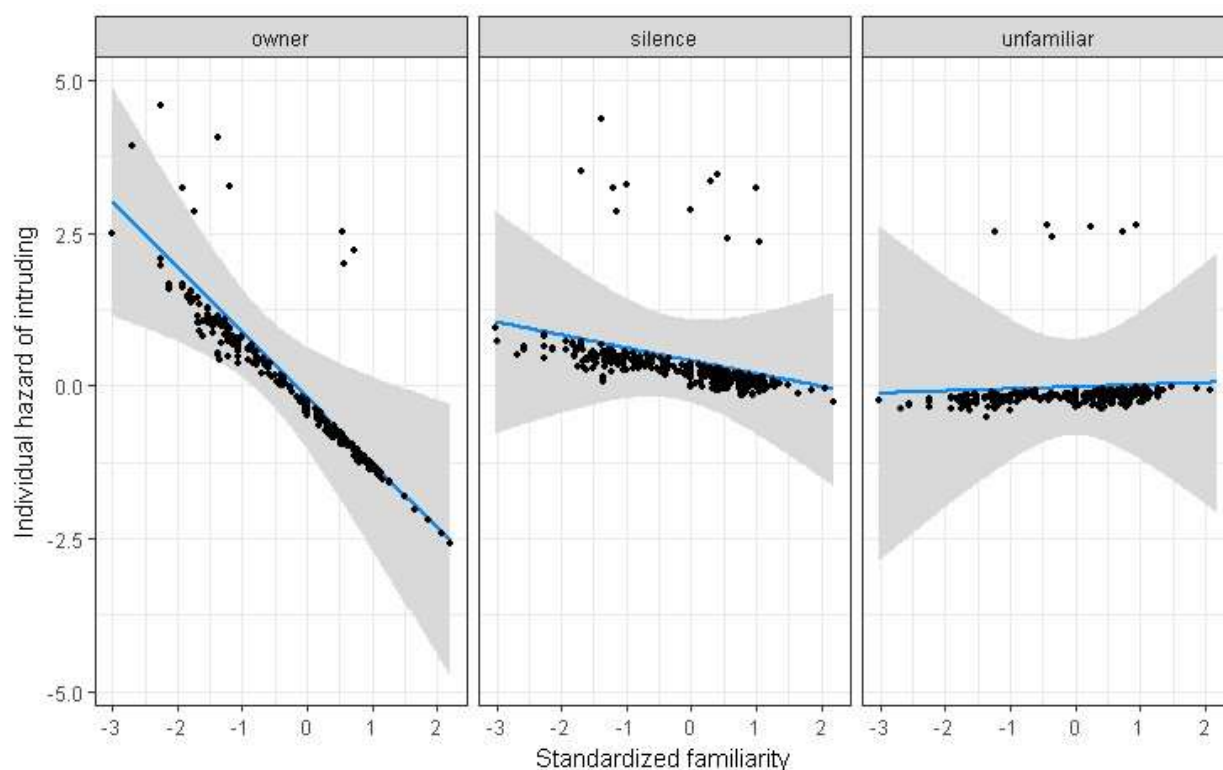 owner silence unfamiliar
5.0
2.5
0.0
-2.5
-5.0
Individual hazard of intruding
-3 -2 -1 0 1 2 -3 -2 -1 0 1 2 -3 -2 -1 0 1 2
Standardized familiarity